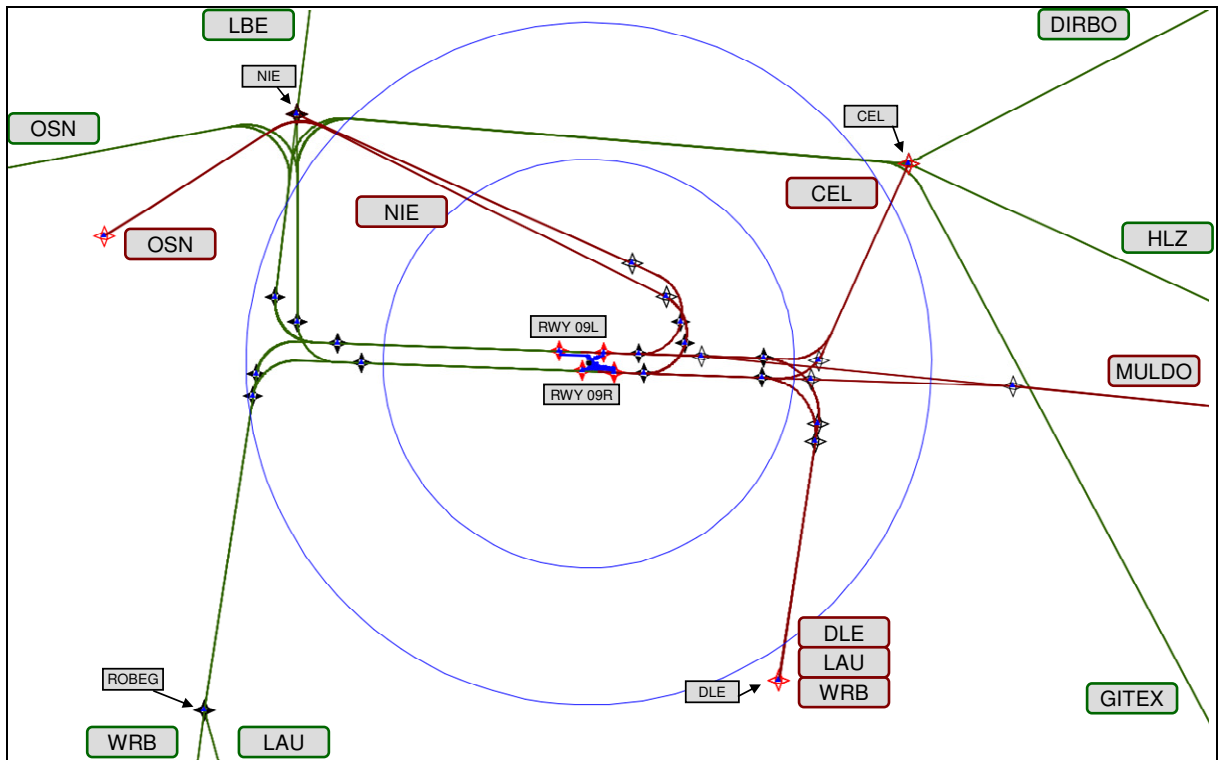 LBE
DIRBO
NIE
CEL
OSN
CEL
NIE
HLZ
OSN
RWY 09L
MULDO
RWY 09R
DLE
LAU
ROBEG
DLE
WRB
GITEX
WRB
LAU